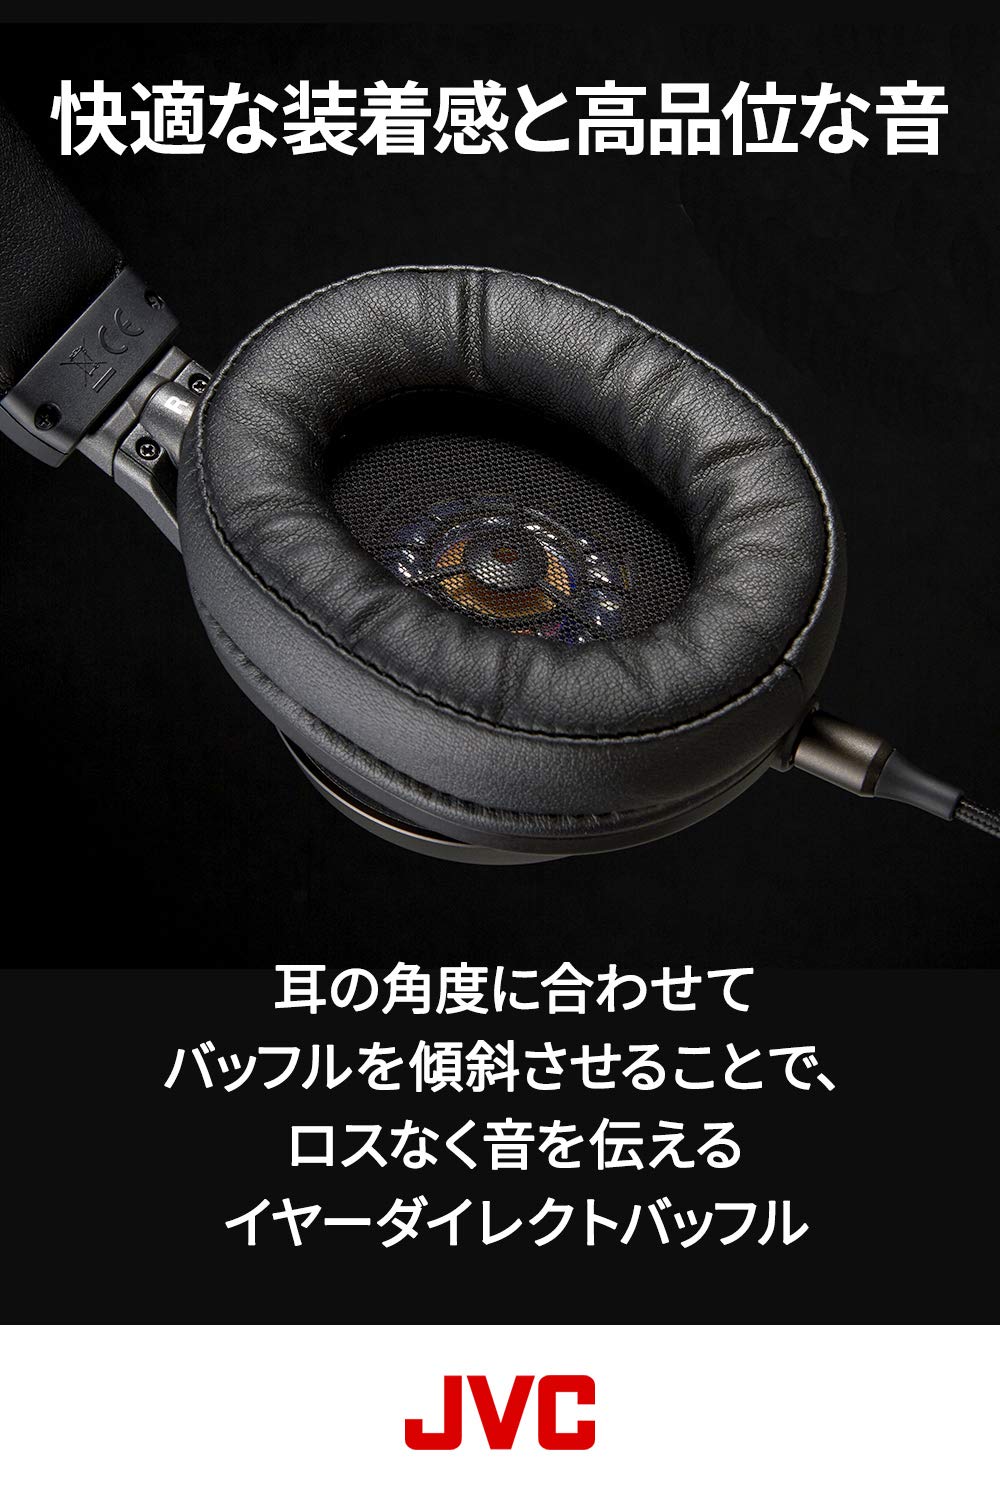 快適な装着感と高品位な音
CE
R
耳の角度に合わせて
バッフルを傾斜させることで、
ロスなく音を伝える
イヤーダイレクトバッフル
JVC